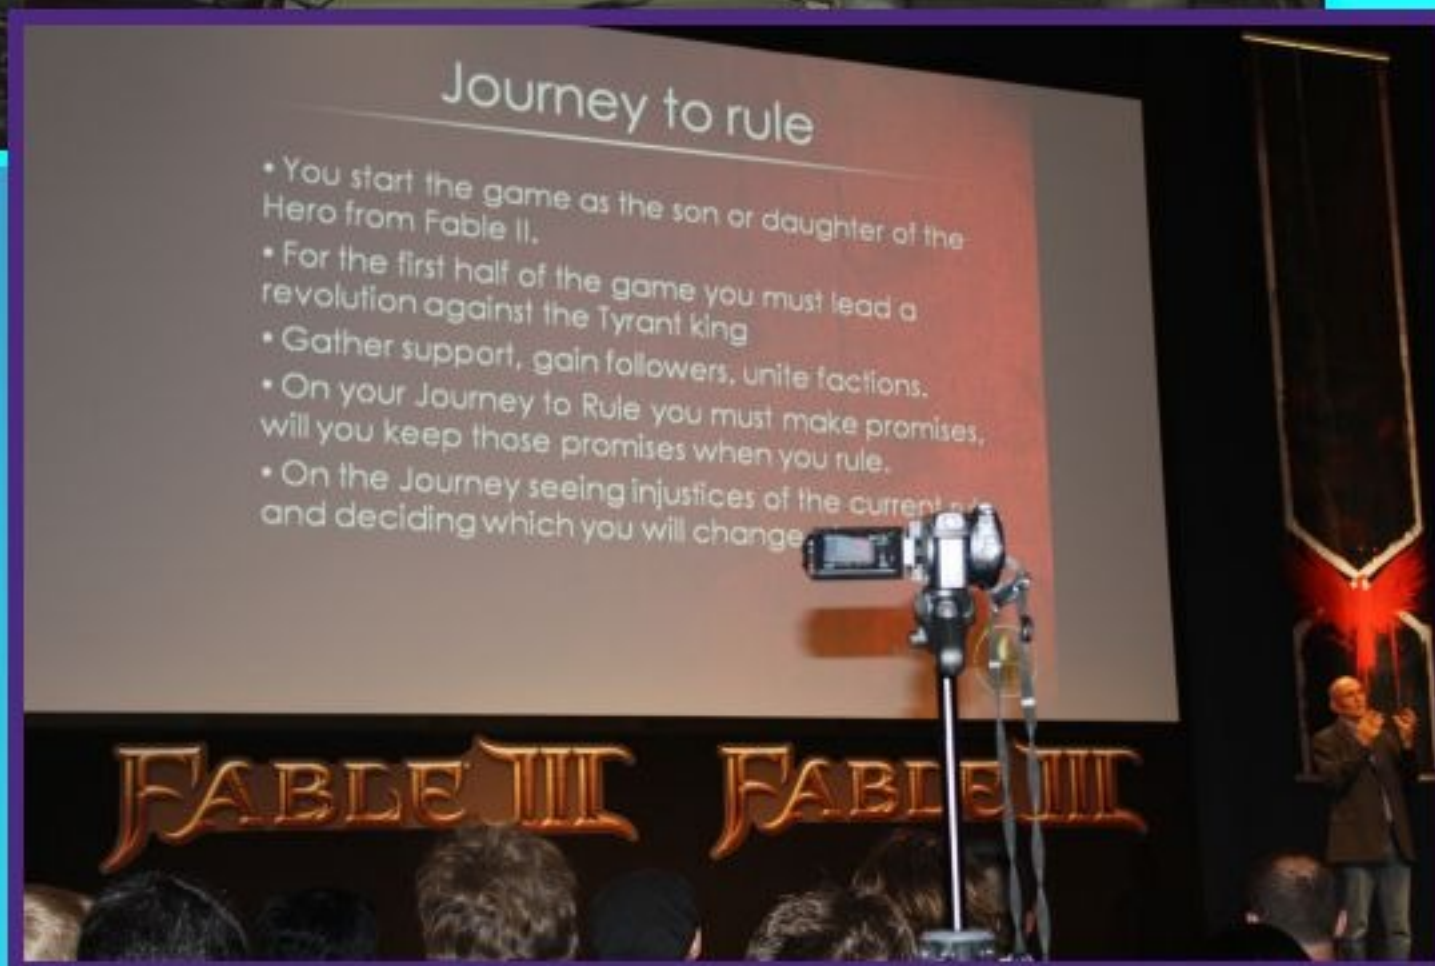 Journey to rule
• You start the game as the son or daughter of the
Hero from Fable II.
• For the first half of the game you must lead a
revolution against the Tyrant king
• Gather support, gain followers, unite factions.
• On your Journey to Rule you must make promises,
will you keep those promises when you rule.
• On the Journey seeing injustices of the current
and deciding which you will change
FABLE III FABLE III